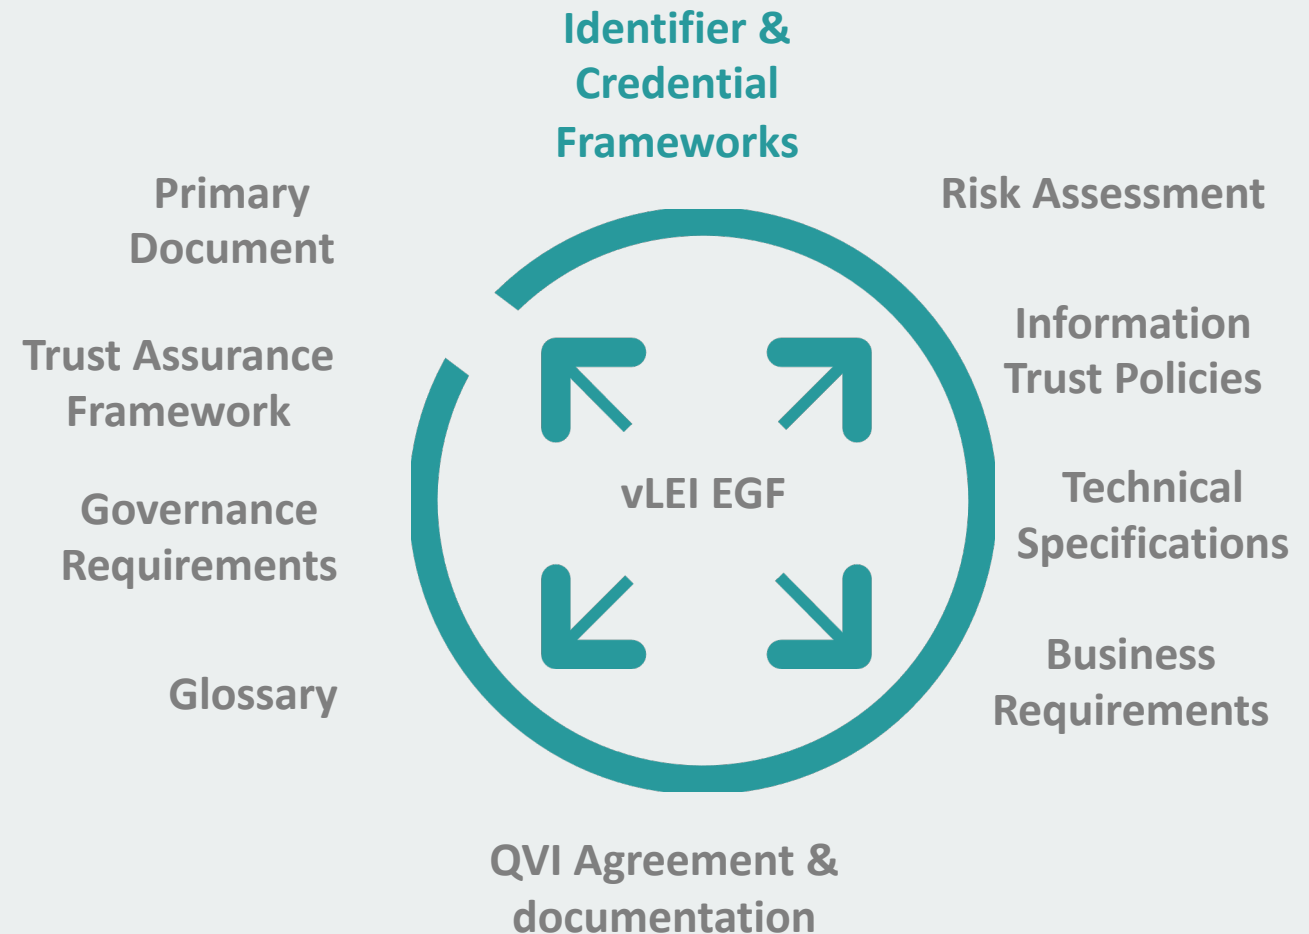 Identifier &
Credential
Frameworks
Primary
Document
Risk Assessment
Trust Assurance
Framework
Information
Trust Policies
vLEI EGF
Governance
Requirements
Technical
Specifications
Glossary
Business
Requirements
QVI Agreement &
documentation